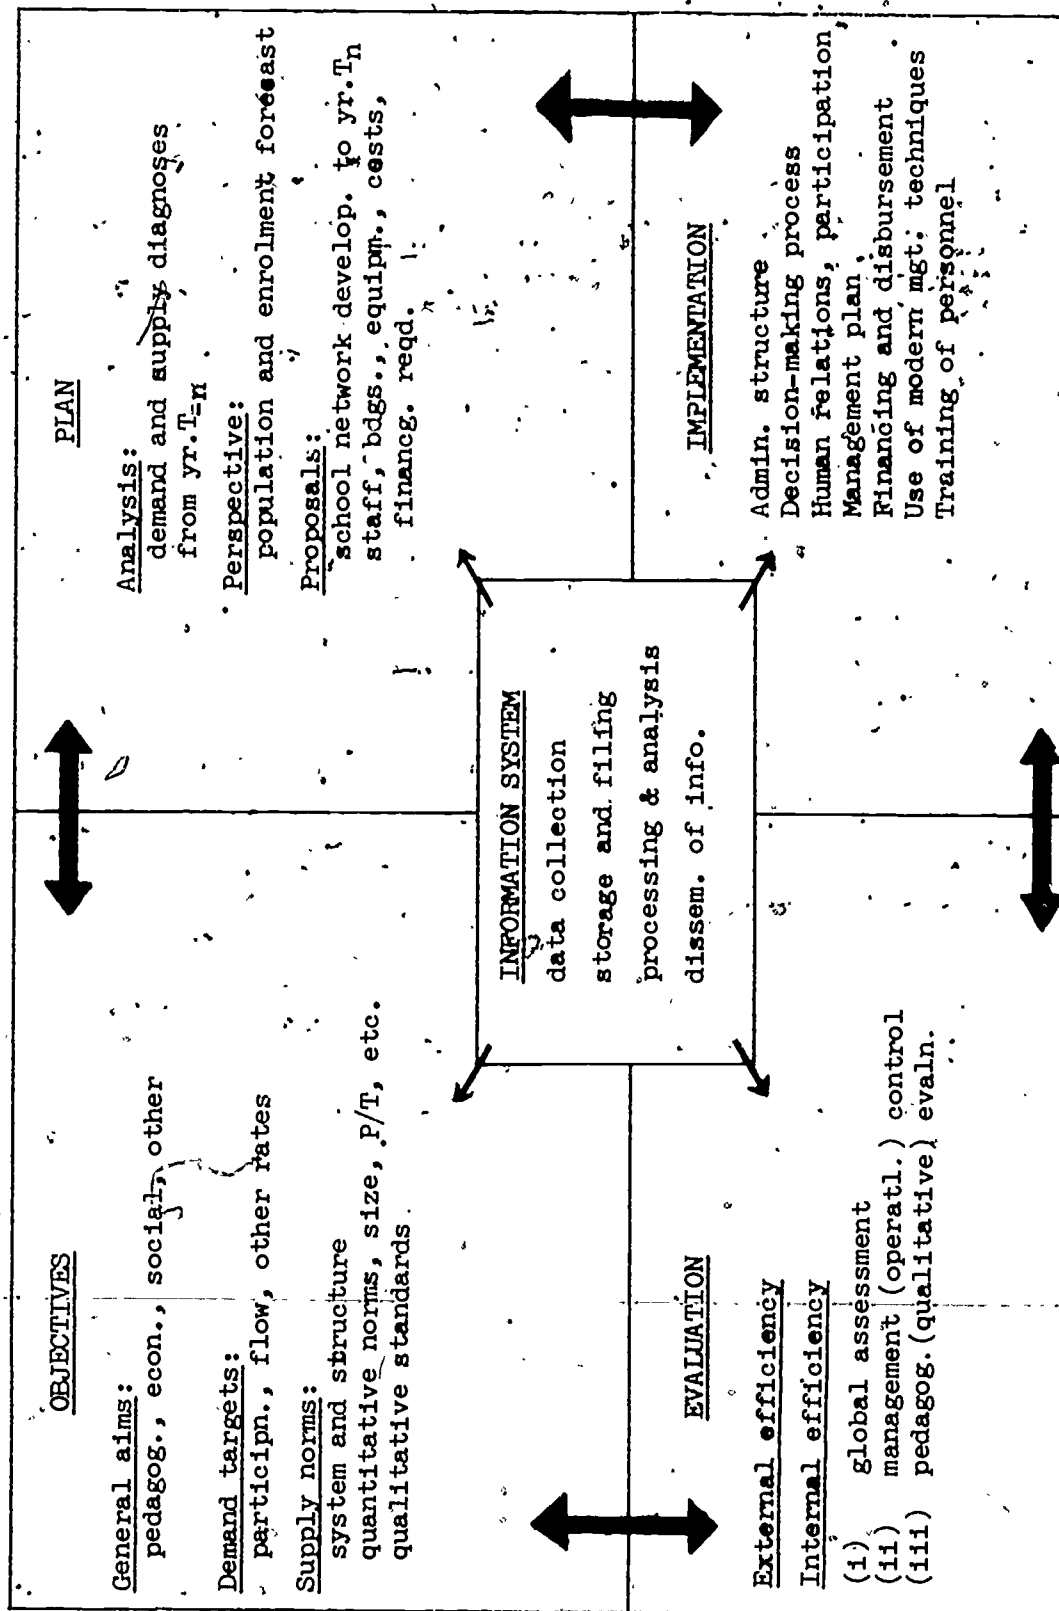 OBJECTIVES
General aims:
pedagog., econ., social, other
Demand targets:
participn., flow, other rates
Supply norms:
system and structure
quantitative norms, size, P/T, etc.
qualitative standards
PLAN
Analysis:
demand and supply diagnoses
from yr.T=n
Perspective:
population and enrolment forecast
Proposals:
school network develop. to yr.Tn
staff, bdgs., equipm., costs,
financg. reqd.
INFORMATION SYSTEM
data collection
storage and filing
processing & analysis
dissem. of info.
EVALUATION
External efficiency
Internal efficiency
(i) global assessment
(ii) management (operatl.) control
(iii) pedagog. (qualitative) evaln.
IMPLEMENTATION
Admin. structure
Decision-making process
Human relations, participation
Management plan
Financing and disbursement
Use of modern mgt. techniques
Training of personnel